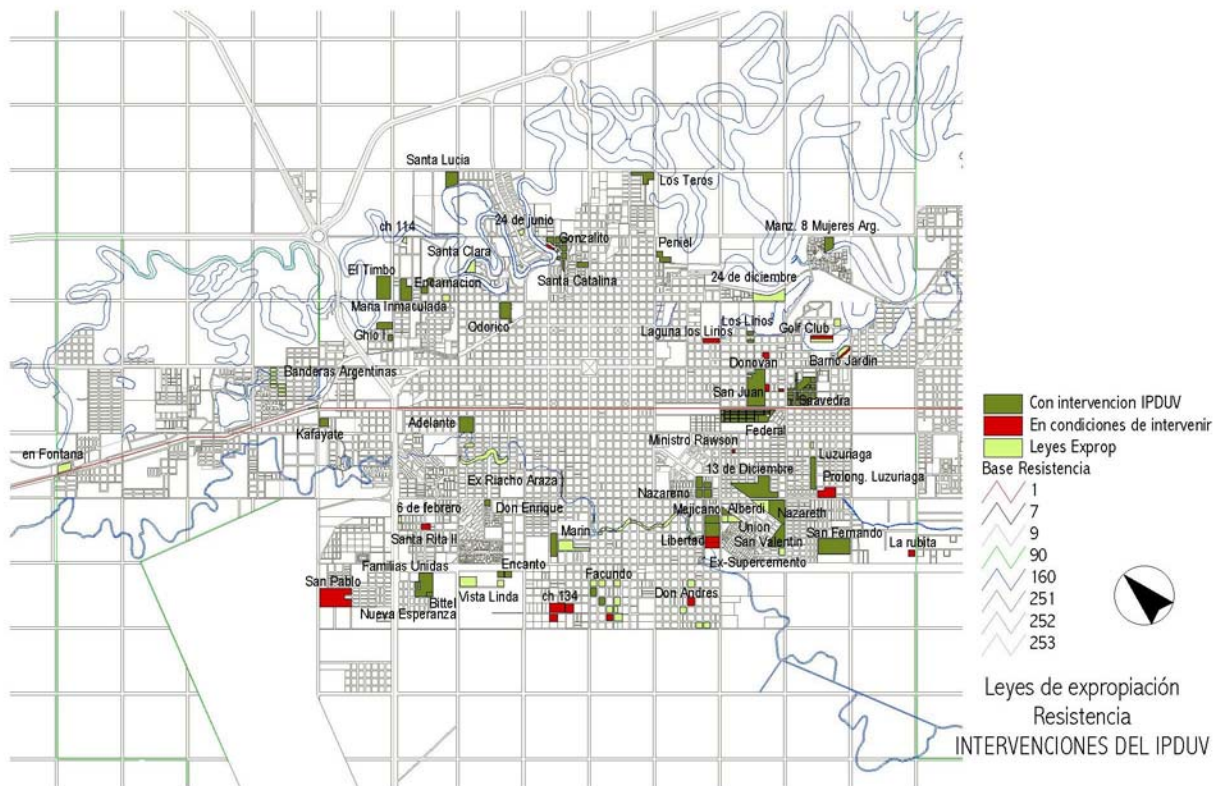 Santa Lucia
Los Teros
24 de junio
ch 114
Gonzalito
Manz. 8 Mujeres Arg.
Santa Clara
Peniel
El Timbo
Encarnacion
Santa Catalina
24 de diciembre
Maria Inmaculada
Odorico
Los Lirios
Ghio I
Laguna los Lirios
Golf Club
Donovan
Barrio Jardin
Banderas Argentinas
San Juan
Saavedra
Adelante
Kafayate
Federal
Ministro Rawson
en Fontana
Luzuriaga
13 de Diciembre
Ex Riacho Araza
Prolong. Luzuriaga
Nazareno
6 de febrero
Don Enrique
Mejicano
Alberdi
Nazareth
Marin
Union
Santa Rita II
Libertad
San Valentin
San Fernando
La rubita
Ex-Supercemento
Familias Unidas
Encanto
San Pablo
Facundo
Bittel
Vista Linda
ch 134
Don Andres
Nueva Esperanza
Con intervencion IPDUV
En condiciones de intervenir
Leyes Exprop
Base Resistencia
1
7
9
90
160
251
252
253
Leyes de expropiación
Resistencia
INTERVENCIONES DEL IPDUV